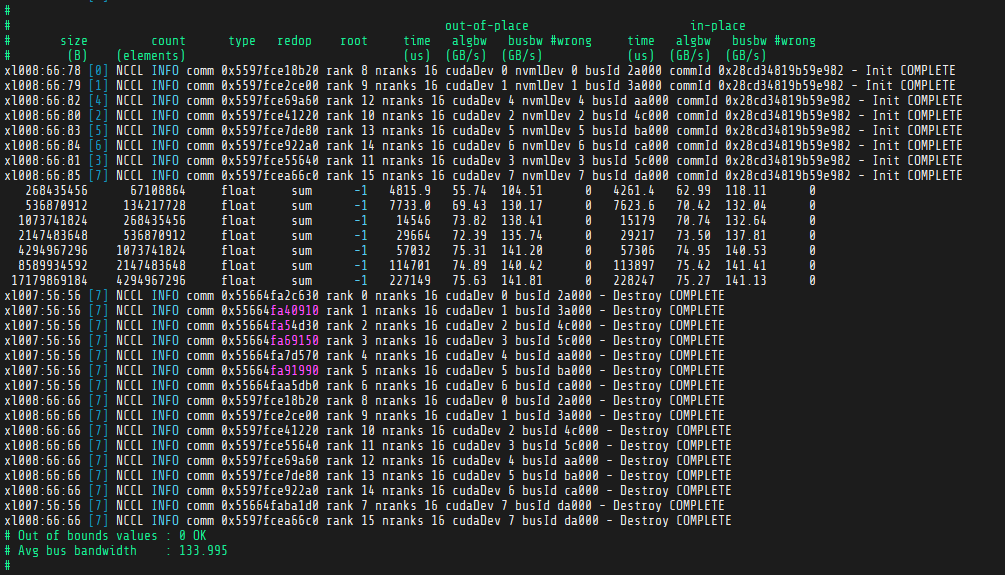 #
#                                                              out-of-place                       in-place
#       size         count      type   redop    root     time   algbw   busbw #wrong     time   algbw   busbw #wrong
#        (B)    (elements)                               (us)  (GB/s)  (GB/s)            (us)  (GB/s)  (GB/s)
xl008:66:78 [0] NCCL INFO comm 0x5597fce18b20 rank 8 nranks 16 cudaDev 0 nvmlDev 0 busId 2a000 commId 0x28cd34819b59e982 - Init COMPLETE
xl008:66:79 [1] NCCL INFO comm 0x5597fce2ce00 rank 9 nranks 16 cudaDev 1 nvmlDev 1 busId 3a000 commId 0x28cd34819b59e982 - Init COMPLETE
xl008:66:82 [4] NCCL INFO comm 0x5597fce69a60 rank 12 nranks 16 cudaDev 4 nvmlDev 4 busId aa000 commId 0x28cd34819b59e982 - Init COMPLETE
xl008:66:80 [2] NCCL INFO comm 0x5597fce41220 rank 10 nranks 16 cudaDev 2 nvmlDev 2 busId 4c000 commId 0x28cd34819b59e982 - Init COMPLETE
xl008:66:83 [5] NCCL INFO comm 0x5597fce7de80 rank 13 nranks 16 cudaDev 5 nvmlDev 5 busId ba000 commId 0x28cd34819b59e982 - Init COMPLETE
xl008:66:84 [6] NCCL INFO comm 0x5597fce922a0 rank 14 nranks 16 cudaDev 6 nvmlDev 6 busId ca000 commId 0x28cd34819b59e982 - Init COMPLETE
xl008:66:81 [3] NCCL INFO comm 0x5597fce55640 rank 11 nranks 16 cudaDev 3 nvmlDev 3 busId 5c000 commId 0x28cd34819b59e982 - Init COMPLETE
xl008:66:85 [7] NCCL INFO comm 0x5597fcea66c0 rank 15 nranks 16 cudaDev 7 nvmlDev 7 busId da000 commId 0x28cd34819b59e982 - Init COMPLETE
268435456 67108864 float sum -1 4815.9 55.74 104.51 0 4261.4 62.99 118.11 0
536870912 134217728 float sum -1 7733.0 69.43 130.17 0 7623.6 70.42 132.04 0
1073741824 268435456 float sum -1 14546 73.82 138.41 0 15179 70.74 132.64 0
2147483648 536870912 float sum -1 29664 72.39 135.74 0 29217 73.50 137.81 0
4294967296 1073741824 float sum -1 57032 75.31 141.20 0 57306 74.95 140.53 0
8589934592 2147483648 float sum -1 114701 74.89 140.42 0 113897 75.42 141.41 0
17179869184 4294967296 float sum -1 227149 75.63 141.81 0 228247 75.27 141.13 0
xl007:56:56 [7] NCCL INFO comm 0x55664fa2c630 rank 0 nranks 16 cudaDev 0 busId 2a000 - Destroy COMPLETE
xl007:56:56 [7] NCCL INFO comm 0x55664fa40910 rank 1 nranks 16 cudaDev 1 busId 3a000 - Destroy COMPLETE
xl007:56:56 [7] NCCL INFO comm 0x55664fa54d30 rank 2 nranks 16 cudaDev 2 busId 4c000 - Destroy COMPLETE
xl007:56:56 [7] NCCL INFO comm 0x55664fa69150 rank 3 nranks 16 cudaDev 3 busId 5c000 - Destroy COMPLETE
xl007:56:56 [7] NCCL INFO comm 0x55664fa7d570 rank 4 nranks 16 cudaDev 4 busId aa000 - Destroy COMPLETE
xl007:56:56 [7] NCCL INFO comm 0x55664fa91990 rank 5 nranks 16 cudaDev 5 busId ba000 - Destroy COMPLETE
xl007:56:56 [7] NCCL INFO comm 0x55664faa5db0 rank 6 nranks 16 cudaDev 6 busId ca000 - Destroy COMPLETE
xl008:66:66 [7] NCCL INFO comm 0x5597fce18b20 rank 8 nranks 16 cudaDev 0 busId 2a000 - Destroy COMPLETE
xl008:66:66 [7] NCCL INFO comm 0x5597fce2ce00 rank 9 nranks 16 cudaDev 1 busId 3a000 - Destroy COMPLETE
xl008:66:66 [7] NCCL INFO comm 0x5597fce41220 rank 10 nranks 16 cudaDev 2 busId 4c000 - Destroy COMPLETE
xl008:66:66 [7] NCCL INFO comm 0x5597fce55640 rank 11 nranks 16 cudaDev 3 busId 5c000 - Destroy COMPLETE
xl008:66:66 [7] NCCL INFO comm 0x5597fce69a60 rank 12 nranks 16 cudaDev 4 busId aa000 - Destroy COMPLETE
xl008:66:66 [7] NCCL INFO comm 0x5597fce7de80 rank 13 nranks 16 cudaDev 5 busId ba000 - Destroy COMPLETE
xl008:66:66 [7] NCCL INFO comm 0x5597fce922a0 rank 14 nranks 16 cudaDev 6 busId ca000 - Destroy COMPLETE
xl007:56:56 [7] NCCL INFO comm 0x55664faba1d0 rank 7 nranks 16 cudaDev 7 busId da000 - Destroy COMPLETE
xl008:66:66 [7] NCCL INFO comm 0x5597fcea66c0 rank 15 nranks 16 cudaDev 7 busId da000 - Destroy COMPLETE
# Out of bounds values : 0 OK
# Avg bus bandwidth    : 133.995
#